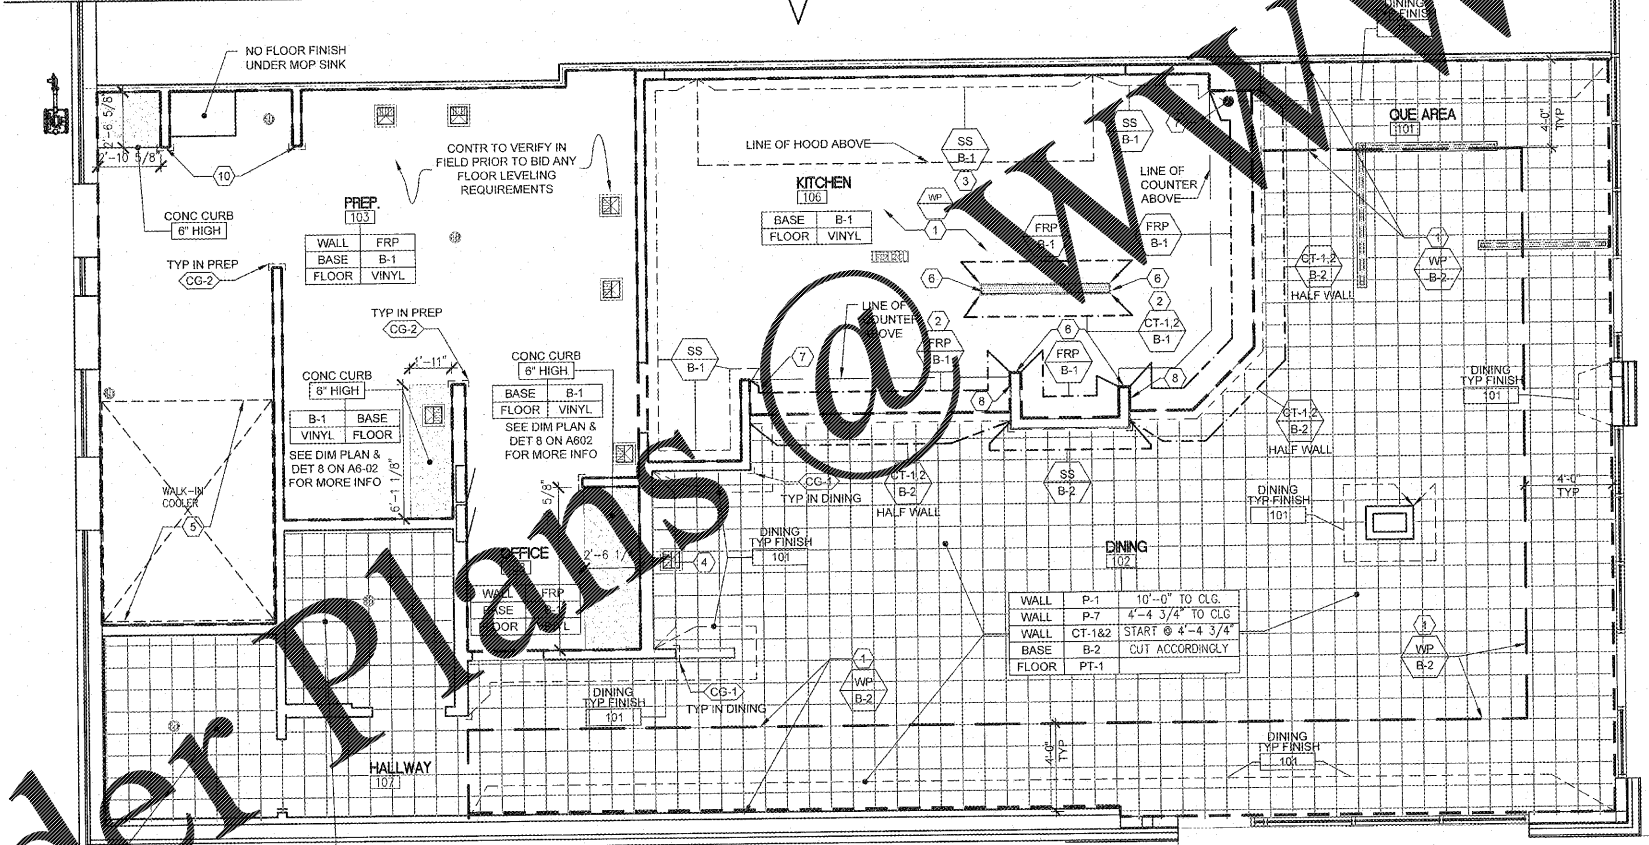 NO FLOOR FINISH
UNDER MOP SINK
2'-6 5/8"
2'-10 5/8"
10
CONC CURB
6" HIGH
TYP IN PREP
CG-2
PREP.
103
WALL FRP
BASE B-1
FLOOR VINYL
CONTR TO VERIFY IN
FIELD PRIOR TO BID ANY
FLOOR LEVELING
REQUIREMENTS
TYP IN PREP
CG-2
1'-11"
CONC CURB
6" HIGH
B-1 BASE
VINYL FLOOR
SEE DIM PLAN &
DET 8 ON A6-02
FOR MORE INFO
6'-1 1/8"
CONC CURB
6" HIGH
BASE B-1
FLOOR VINYL
SEE DIM PLAN &
DET 8 ON A602
FOR MORE INFO
WALK-IN
COOLER
5
OFFICE
WALL FRP
HALLWAY
107
LINE OF HOOD ABOVE
KITCHEN
106
BASE B-1
FLOOR VINYL
SS
B-1
3
WP
1
SS
B-1
FRP
B-1
FRP
B-1
LINE OF
COUNTER
ABOVE
6
6
2
CT-1,2
B-1
LINE OF
COUNTER
ABOVE
2
FRP
B-1
6
FRP
B-1
SS
B-1
7
8
8
QUE AREA
101
4'-0"
TYP
DINING
TYP FINISH
CT-1,2
B-2
HALF WALL
1
WP
B-2
DINING
TYP FINISH
101
CT-1,2
B-2
HALF WALL
4'-0"
TYP
CG-1
TYP IN DINING
CT-1,2
B-2
HALF WALL
SS
B-2
DINING
TYP FINISH
101
DINING
TYP FINISH
101
4
DINING
102
WALL P-1 10'-0" TO CLG.
WALL P-7 4'-4 3/4" TO CLG
WALL CT-1&2 START @ 4'-4 3/4"
BASE B-2 CUT ACCORDINGLY
FLOOR PT-1
WP
B-2
1
WP
B-2
CG-1
TYP IN DINING
DINING
TYP FINISH
101
4'-0"
TYP
DINING
TYP FINISH
101
der Plans @ www